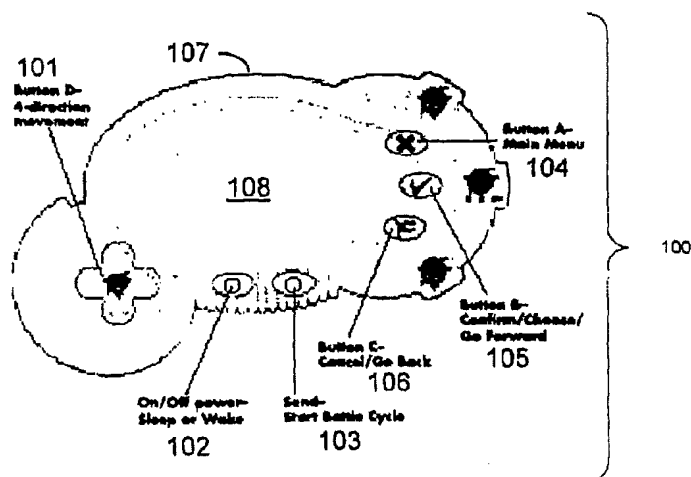 107
101
Button D-
4-direction
movement
108
Button A-
Main Menu
104
100
Button B-
Confirm/Choose/
Go Forward
105
Button C-
Cancel/Go Back
106
On/Off power-
Sleep or Wake
102
Send-
Start Battle Cycle
103